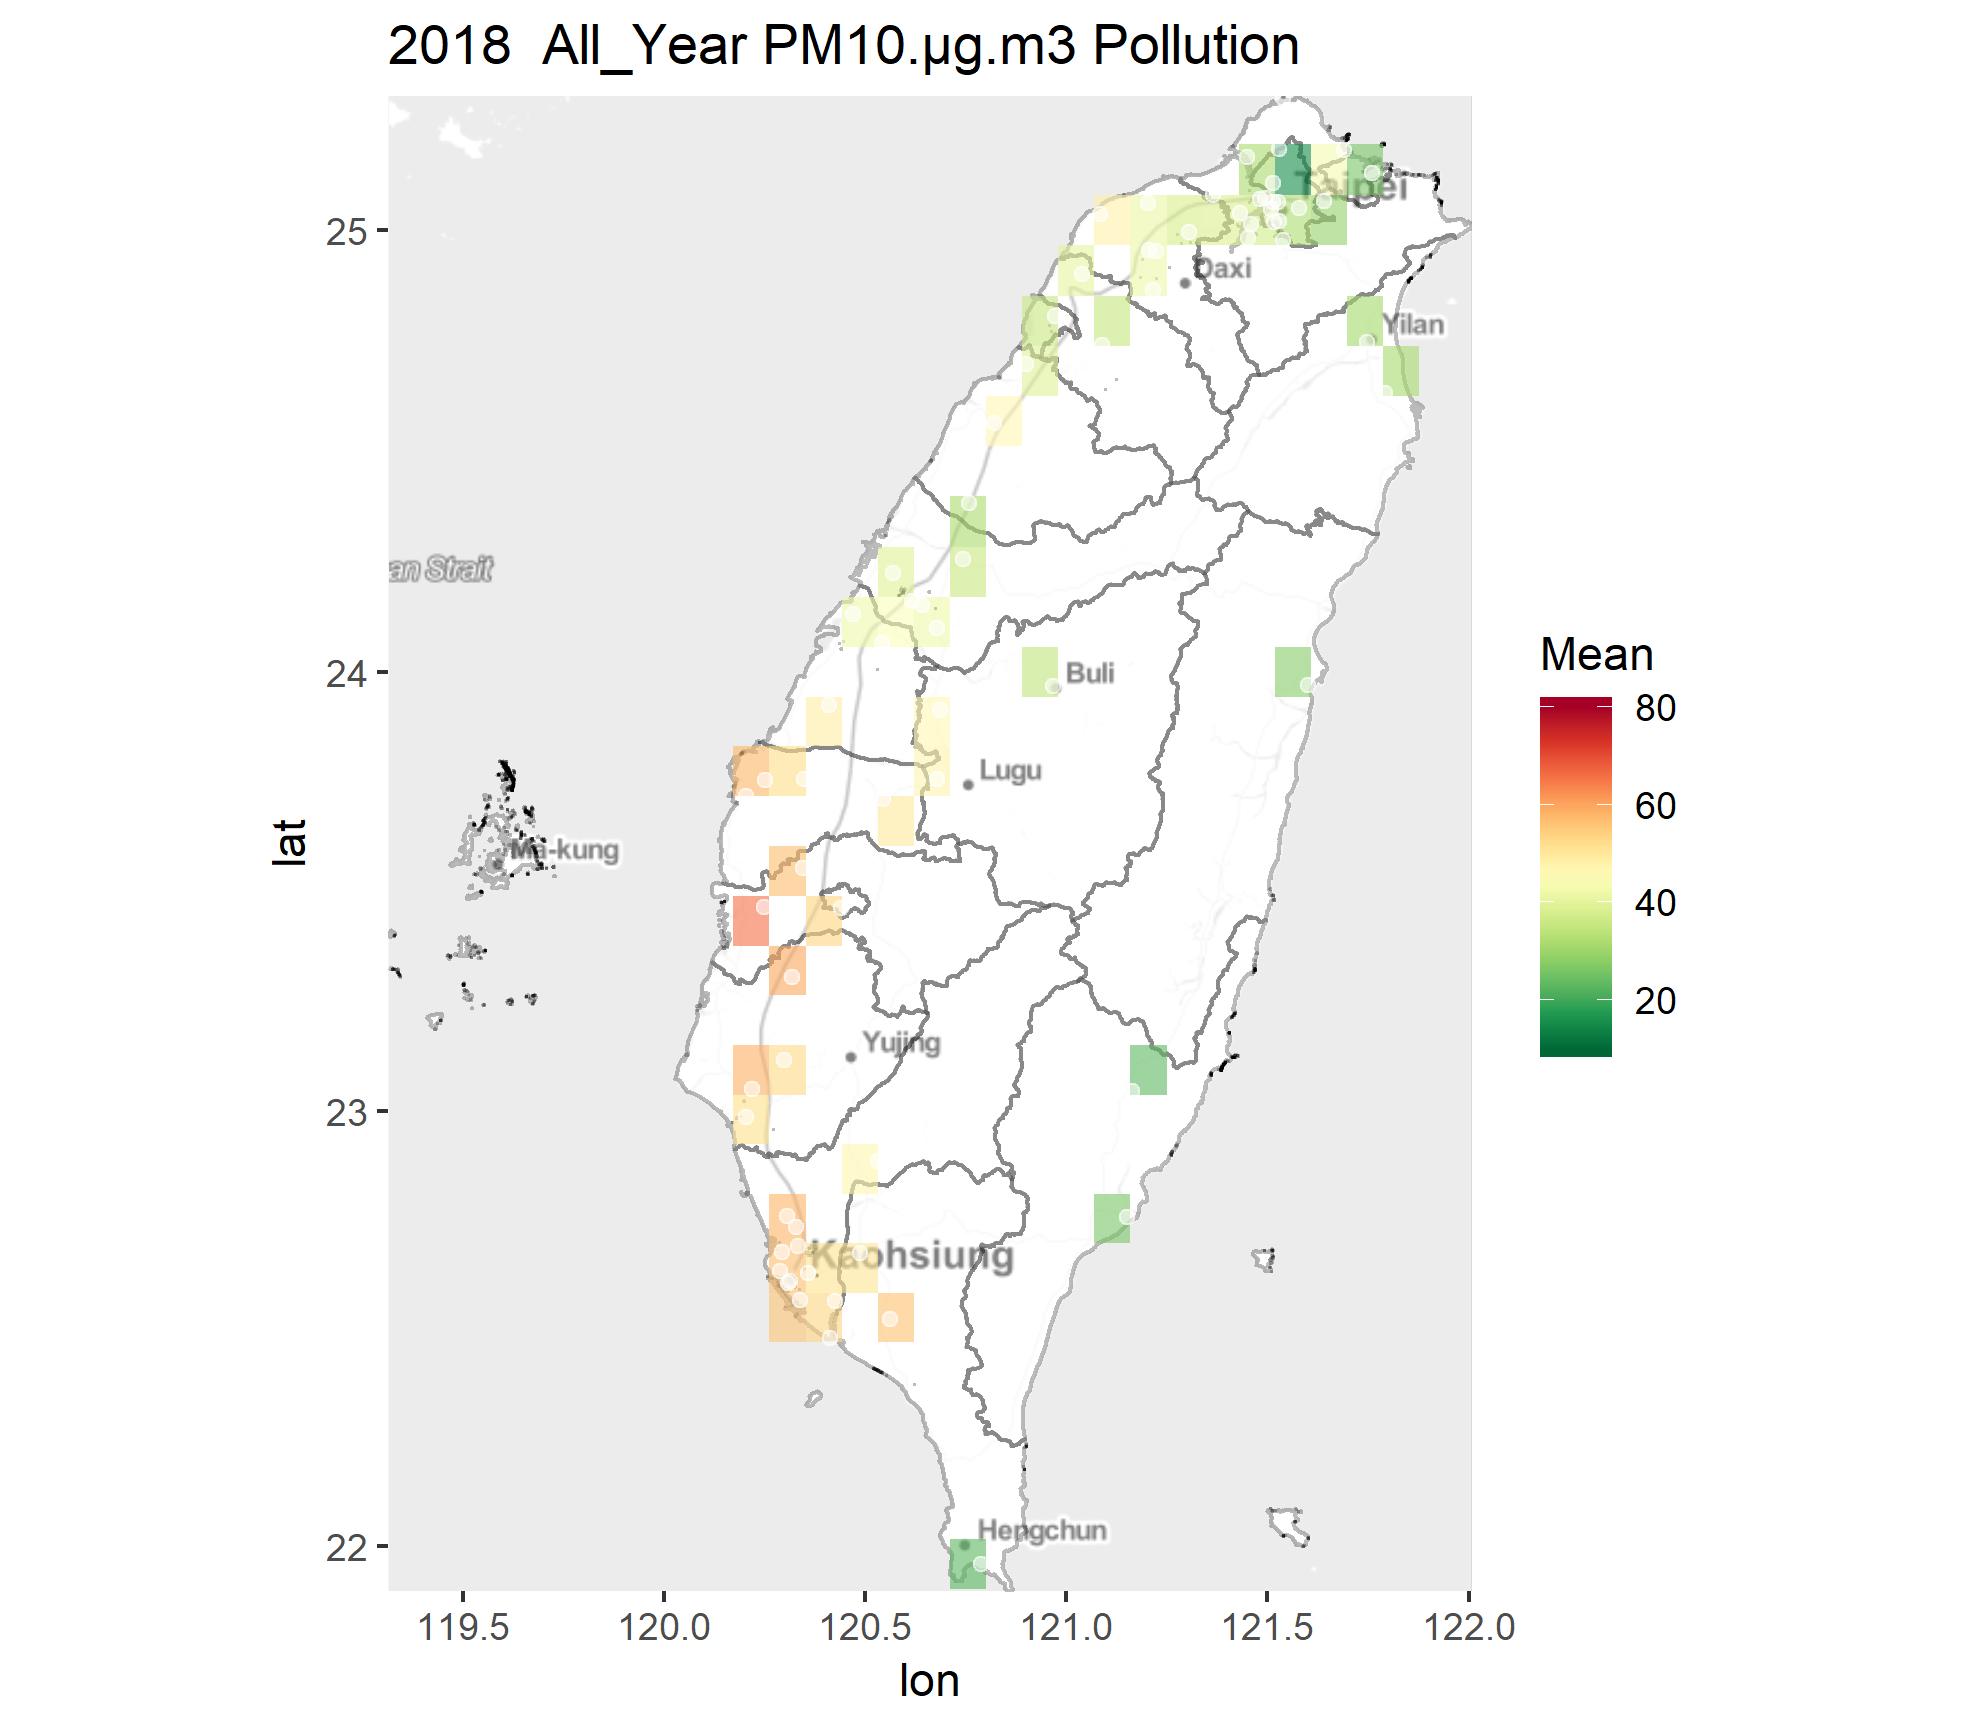 2018  All_Year PM10.µg.m3 Pollution
Taipei
25
Daxi
Yilan
an Strait
24
Buli
Lugu
Ma-kung
Yujing
23
Kaohsiung
Hengchun
22
lat
119.5
120.0
120.5
121.0
121.5
122.0
lon
Mean
80
60
40
20